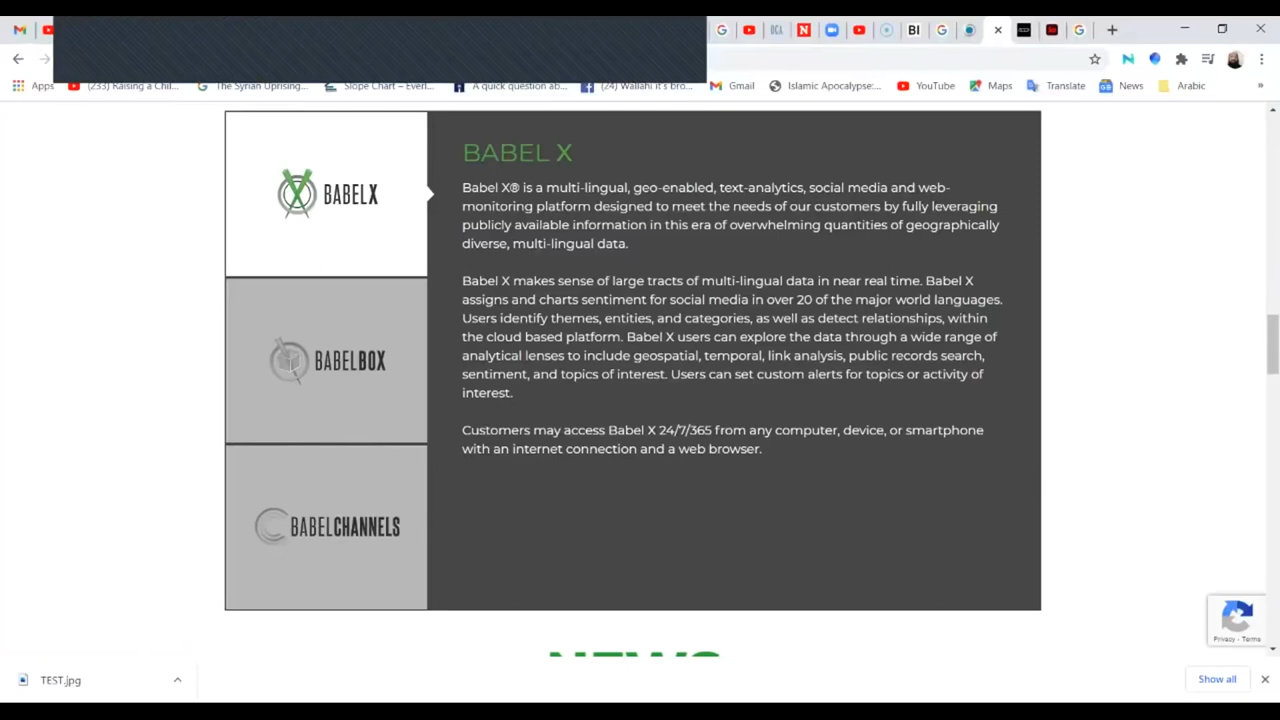 BI
Apps
(233) Raising a Chil...
The Syrian Uprising...
Slope Chart – Everi...
A quick question ab...
(24) Wallahi it's bro...
Gmail
Islamic Apocalypse:...
YouTube
Maps
Translate
News
Arabic
»
BABELX
BABELBOX
BABELCHANNELS
BABEL X
Babel X® is a multi-lingual, geo-enabled, text-analytics, social media and web-
monitoring platform designed to meet the needs of our customers by fully leveraging
publicly available information in this era of overwhelming quantities of geographically
diverse, multi-lingual data.
Babel X makes sense of large tracts of multi-lingual data in near real time. Babel X
assigns and charts sentiment for social media in over 20 of the major world languages.
Users identify themes, entities, and categories, as well as detect relationships, within
the cloud based platform. Babel X users can explore the data through a wide range of
analytical lenses to include geospatial, temporal, link analysis, public records search,
sentiment, and topics of interest. Users can set custom alerts for topics or activity of
interest.
Customers may access Babel X 24/7/365 from any computer, device, or smartphone
with an internet connection and a web browser.
Privacy - Terms
NEWS
TEST.jpg
Show all